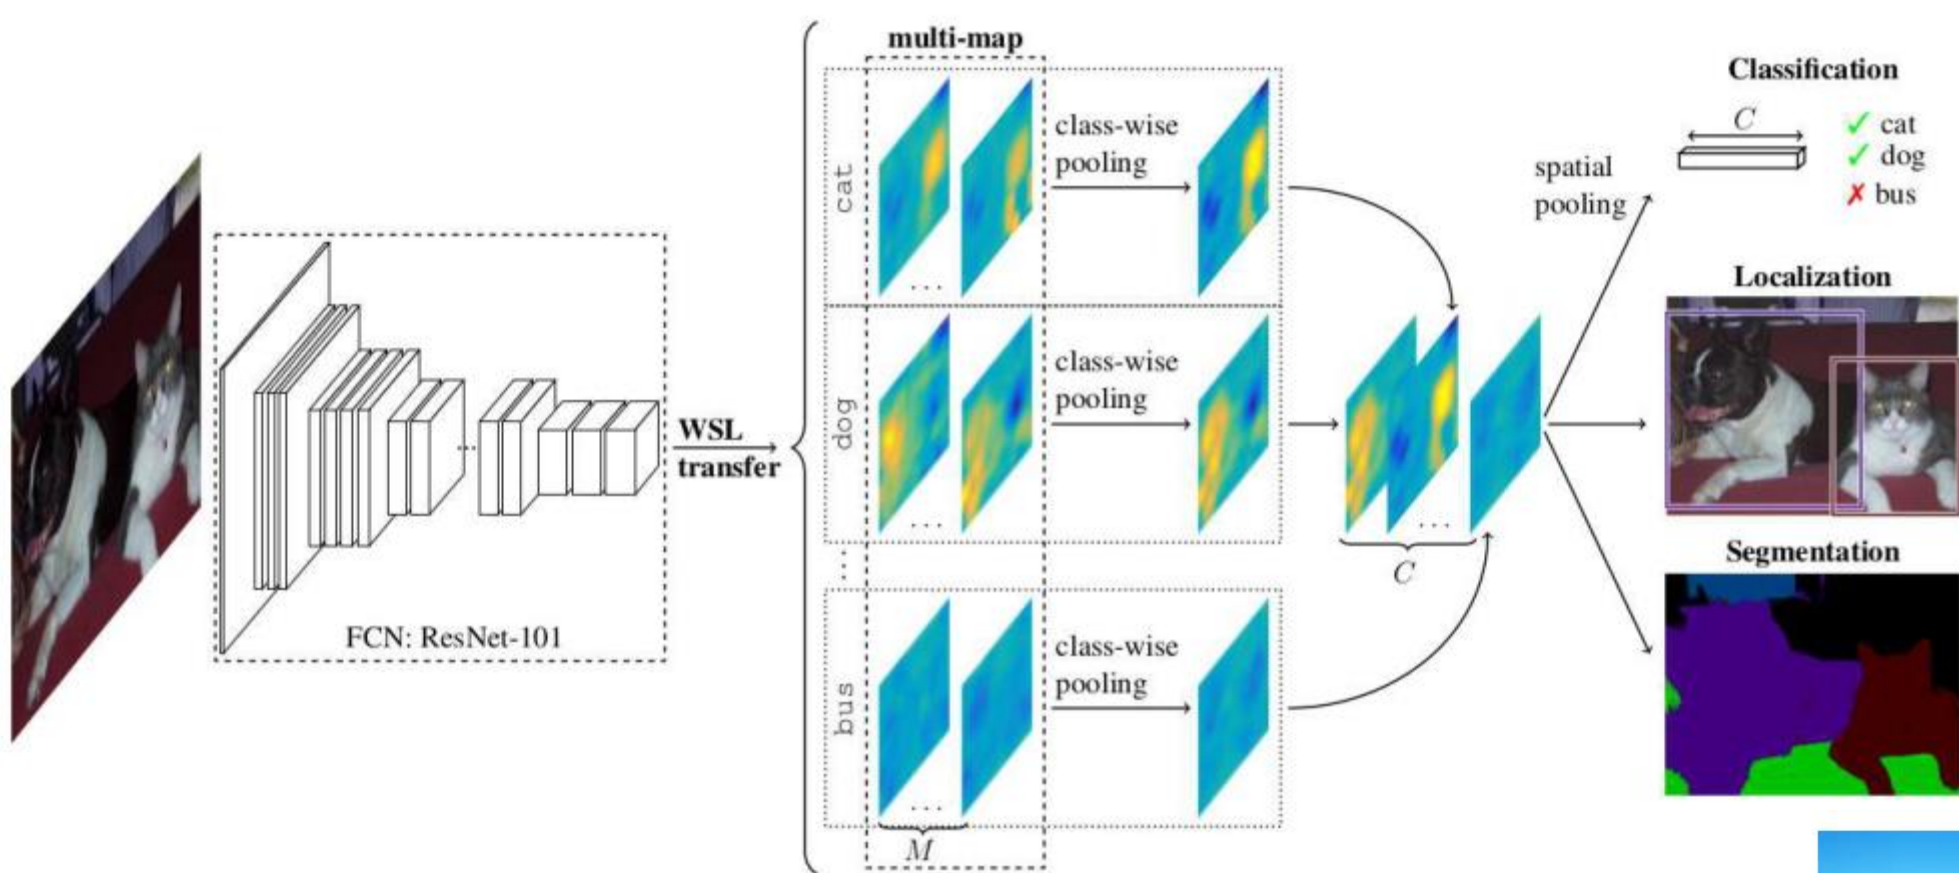 multi-map
cat
class-wise
pooling
...
dog
class-wise
pooling
...
...
bus
class-wise
pooling
...
M
FCN: ResNet-101
...
WSL
transfer
...
C
spatial
pooling
Classification
C
✓ cat
✓ dog
✗ bus
Localization
Segmentation